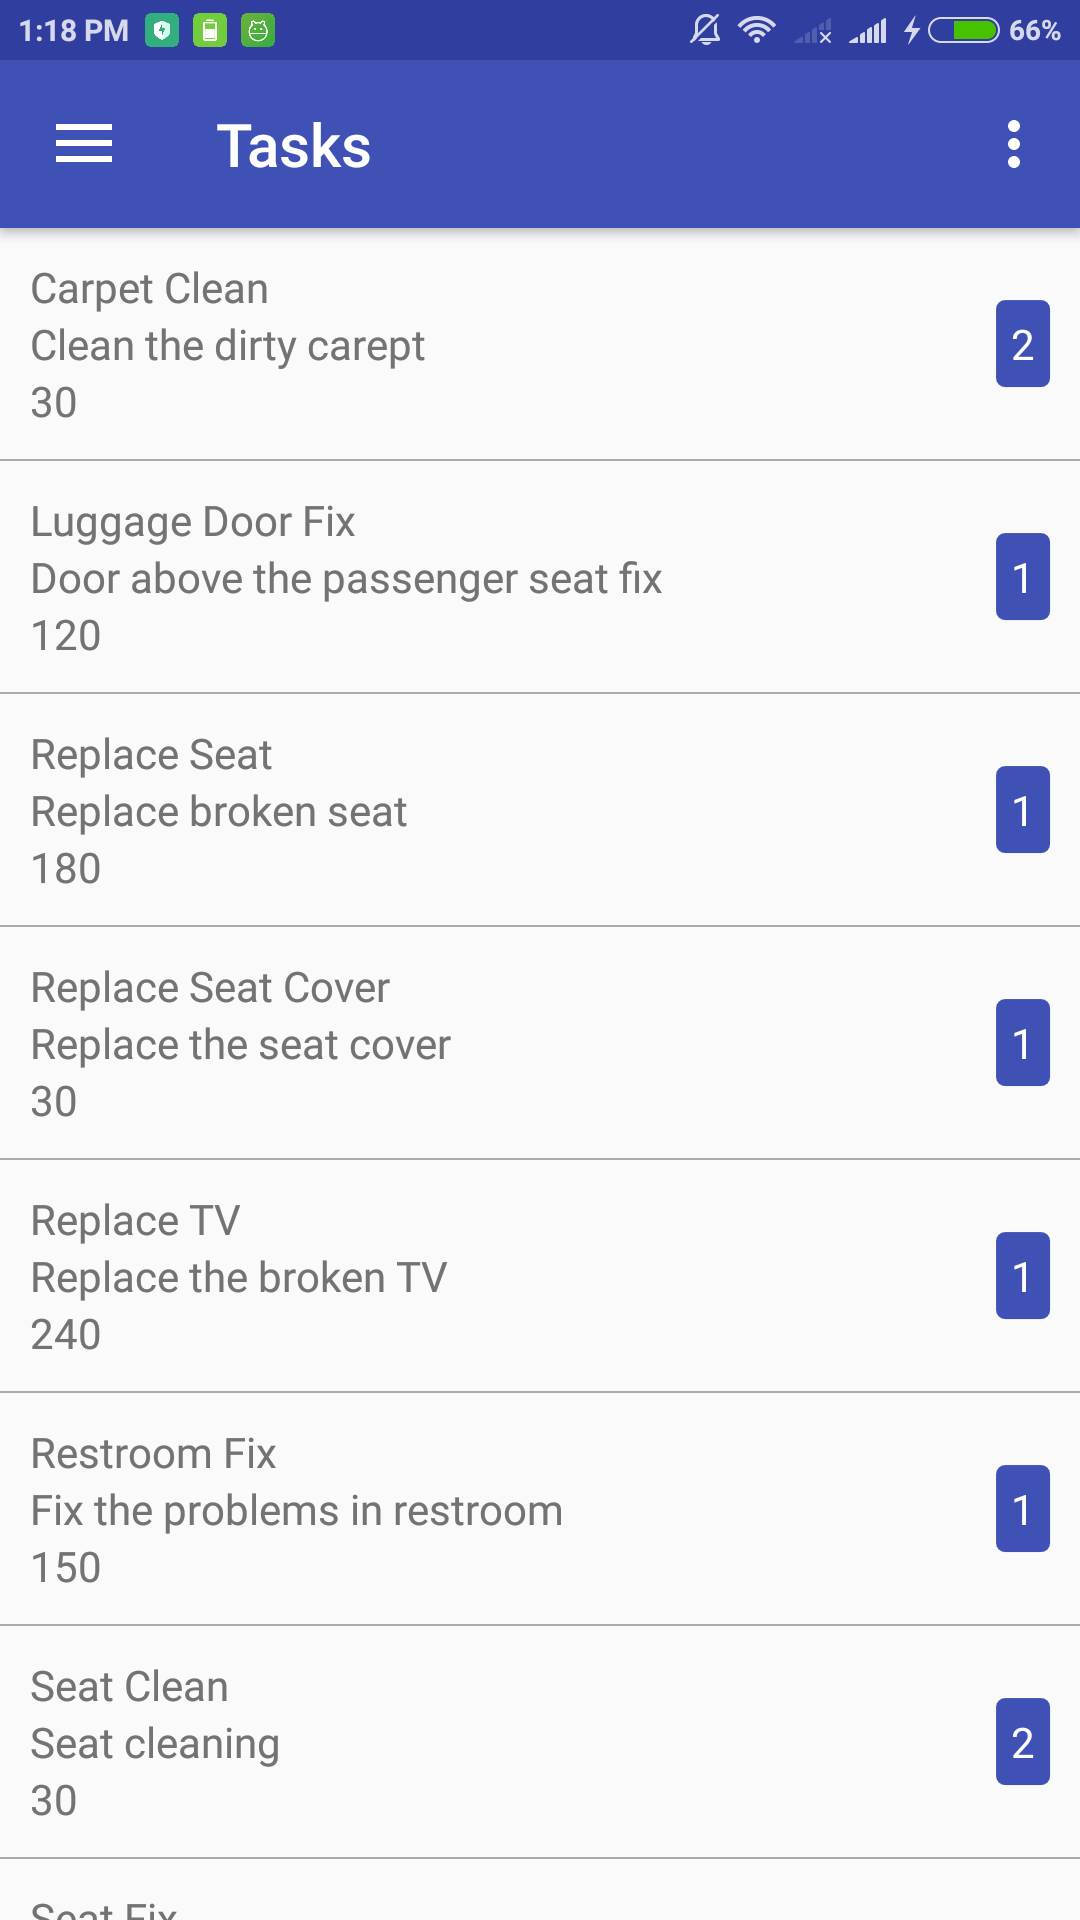 1:18 PM
66%
Tasks
Carpet Clean
Clean the dirty carept
30
2
Luggage Door Fix
Door above the passenger seat fix
120
1
Replace Seat
Replace broken seat
180
1
Replace Seat Cover
Replace the seat cover
30
1
Replace TV
Replace the broken TV
240
1
Restroom Fix
Fix the problems in restroom
150
1
Seat Clean
Seat cleaning
30
2
Seat Fix